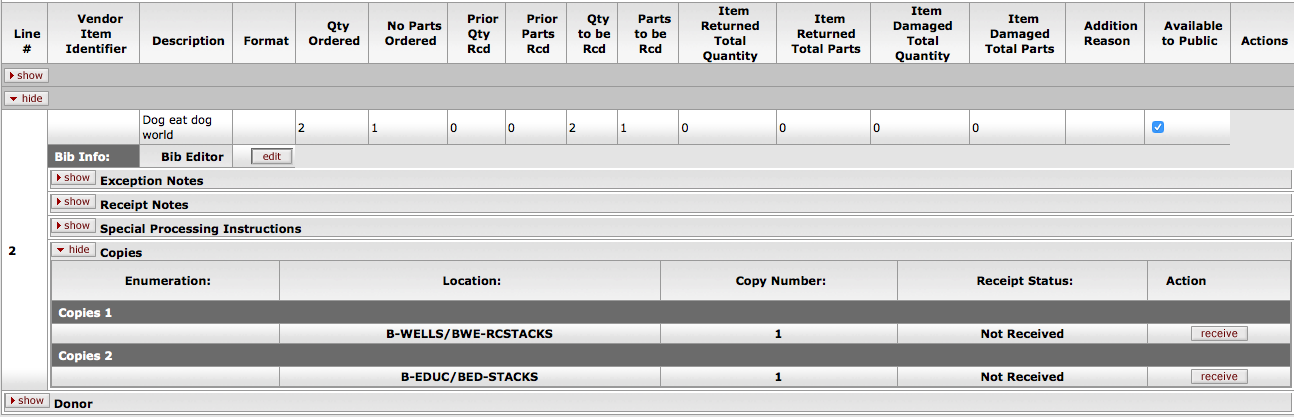 Line # Vendor Item Identifier Description Format Qty Ordered No Parts Ordered Prior Qty Rcd Prior Parts Rcd Qty to be Rcd Parts to be Rcd Item Returned Total Quantity Item Returned Total Parts Item Damaged Total Quantity Item Damaged Total Parts Addition Reason Available to Public Actions
show
hide
2 Dog eat dog world 2 1 0 0 2 1 0 0 0 0
Bib Info: Bib Editor edit
show Exception Notes
show Receipt Notes
show Special Processing Instructions
hide Copies
Enumeration: Location: Copy Number: Receipt Status: Action
Copies 1
B-WELLS/BWE-RCSTACKS 1 Not Received receive
Copies 2
B-EDUC/BED-STACKS 1 Not Received receive
show Donor